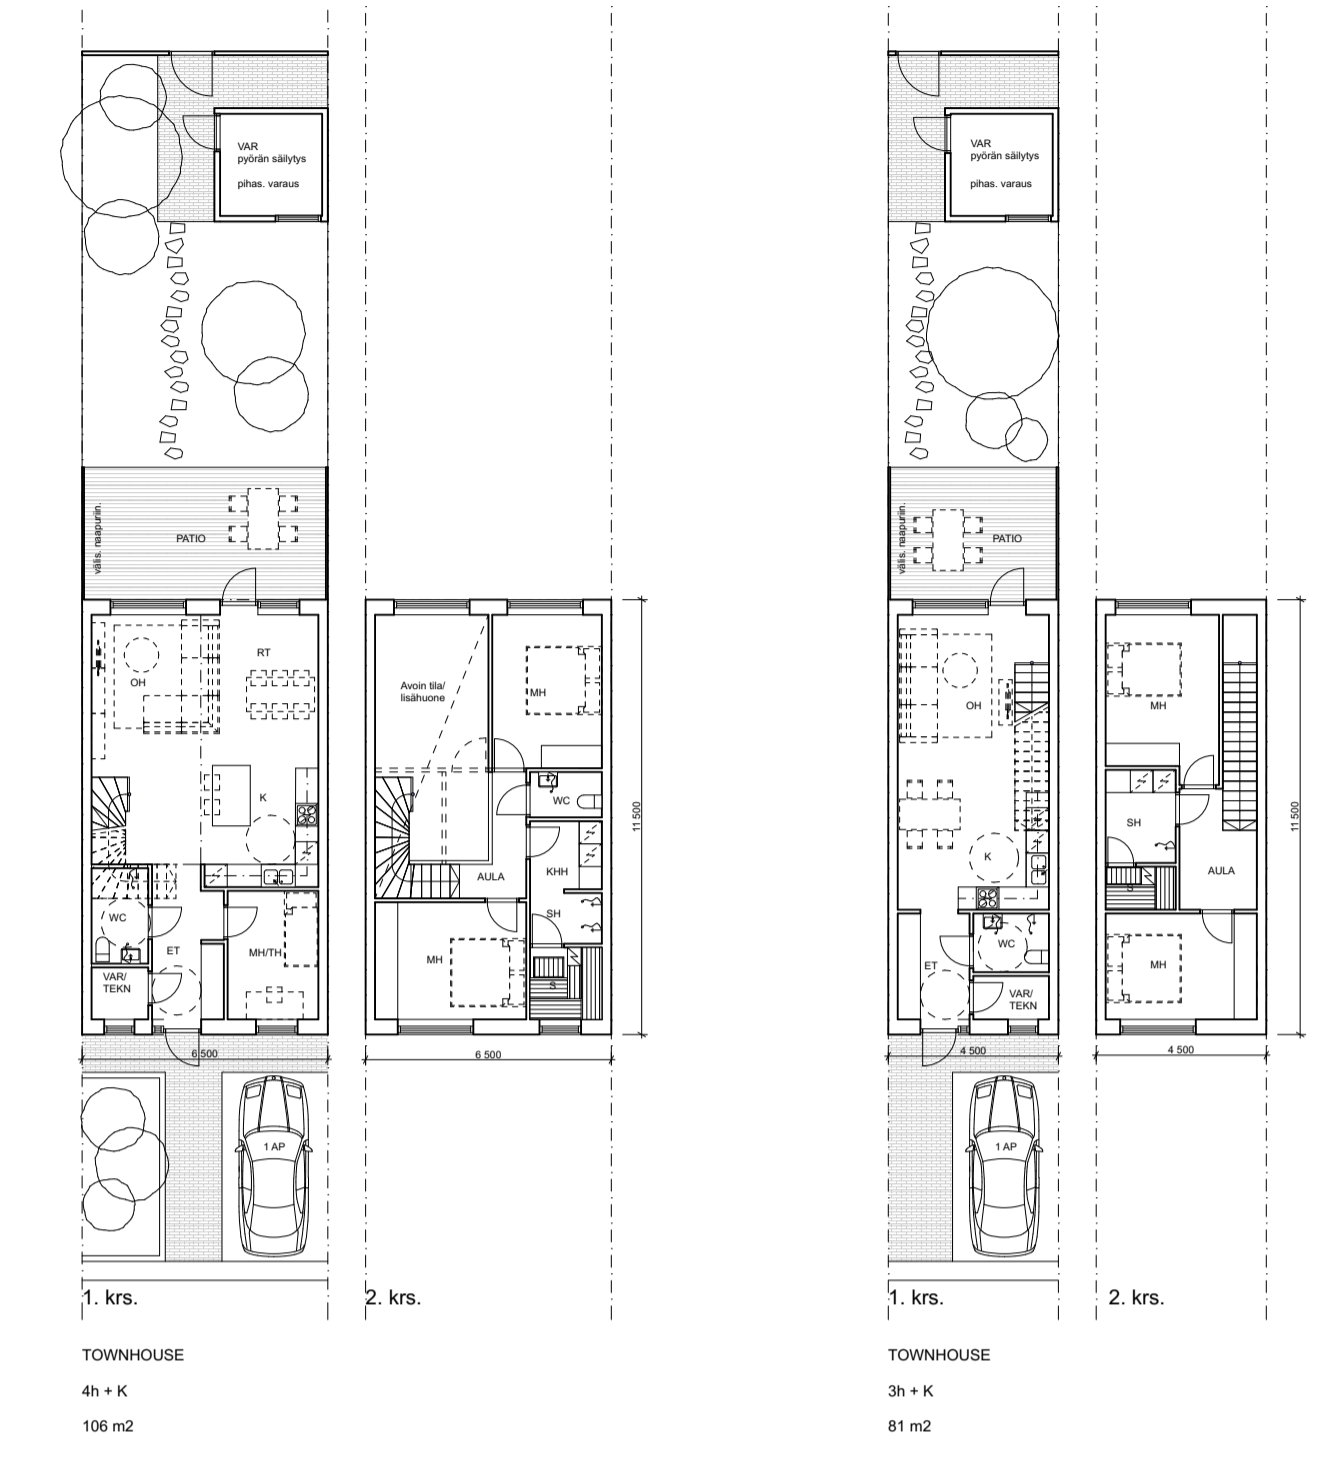 VAR
pyörän säilytys
pihas. varaus
välis. naapuriin.
PATIO
RT
OH
K
WC
ET
MH/TH
VAR/
TEKN
6 500
1 AP
1. krs.
Avoin tila/
lisähuone
MH
WC
KHH
AULA
SH
MH
S
11 500
6 500
2. krs.
TOWNHOUSE
4h + K
106 m2
VAR
pyörän säilytys
pihas. varaus
välis. naapuriin.
PATIO
OH
K
WC
ET
VAR/
TEKN
4 500
1 AP
1. krs.
MH
SH
AULA
S
MH
11 500
4 500
2. krs.
TOWNHOUSE
3h + K
81 m2